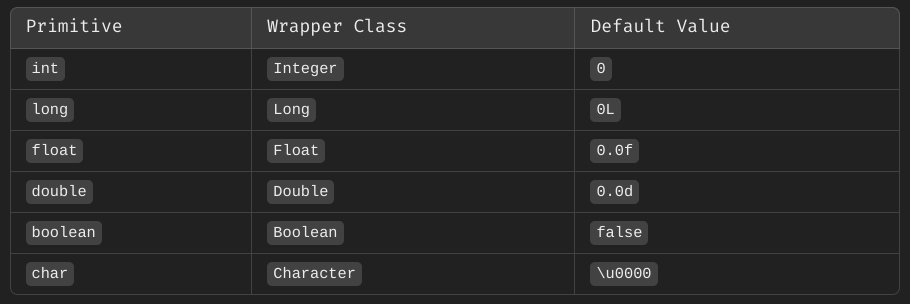 Primitive Wrapper Class Default Value
int Integer 0
long Long 0L
float Float 0.0f
double Double 0.0d
boolean Boolean false
char Character \u0000